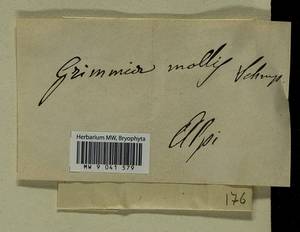 Grimmia mollis Schimp.
Alpi
Herbarium MW, Bryophyta
MW 9 041 579
176